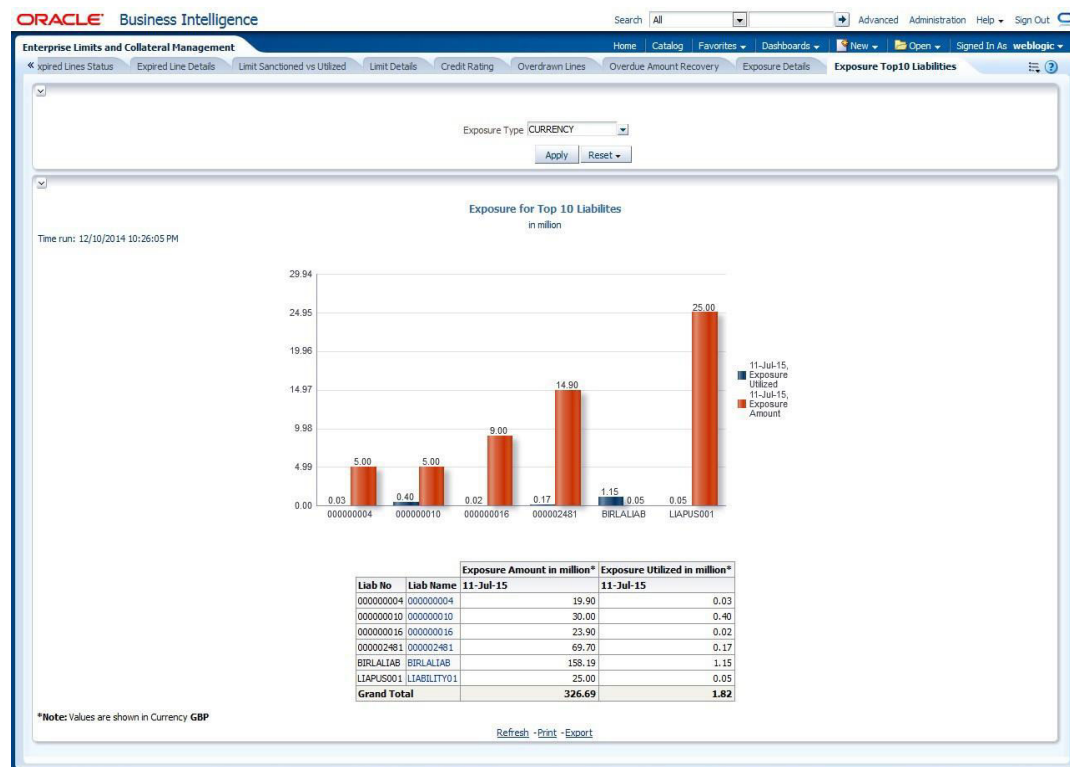 ORACLE Business Intelligence
Search All Advanced Administration Help Sign Out
Enterprise Limits and Collateral Management
Home Catalog Favorites Dashboards New Open Signed In As weblogic
« xpired Lines Status Expired Line Details Limit Sanctioned vs Utilized Limit Details Credit Rating Overdrawn Lines Overdue Amount Recovery Exposure Details Exposure Top10 Liabilities
Exposure Type CURRENCY
Apply Reset
Exposure for Top 10 Liabilites
in million
Time run: 12/10/2014 10:26:05 PM
29.94
24.95
19.96
14.97
9.98
4.99
0.00
0.03 5.00
0.40 5.00
0.02 9.00
0.17 14.90
1.15 0.05
0.05 25.00
000000004 000000010 000000016 000002481 BIRLALIAB LIAPUS001
11-Jul-15,
Exposure
Utilized
11-Jul-15,
Exposure
Amount
Exposure Amount in million* Exposure Utilized in million*
Liab No Liab Name 11-Jul-15 11-Jul-15
000000004 000000004 19.90 0.03
000000010 000000010 30.00 0.40
000000016 000000016 23.90 0.02
000002481 000002481 69.70 0.17
BIRLALIAB BIRLALIAB 158.19 1.15
LIAPUS001 LIABILITY01 25.00 0.05
Grand Total 326.69 1.82
*Note: Values are shown in Currency GBP
Refresh - Print - Export